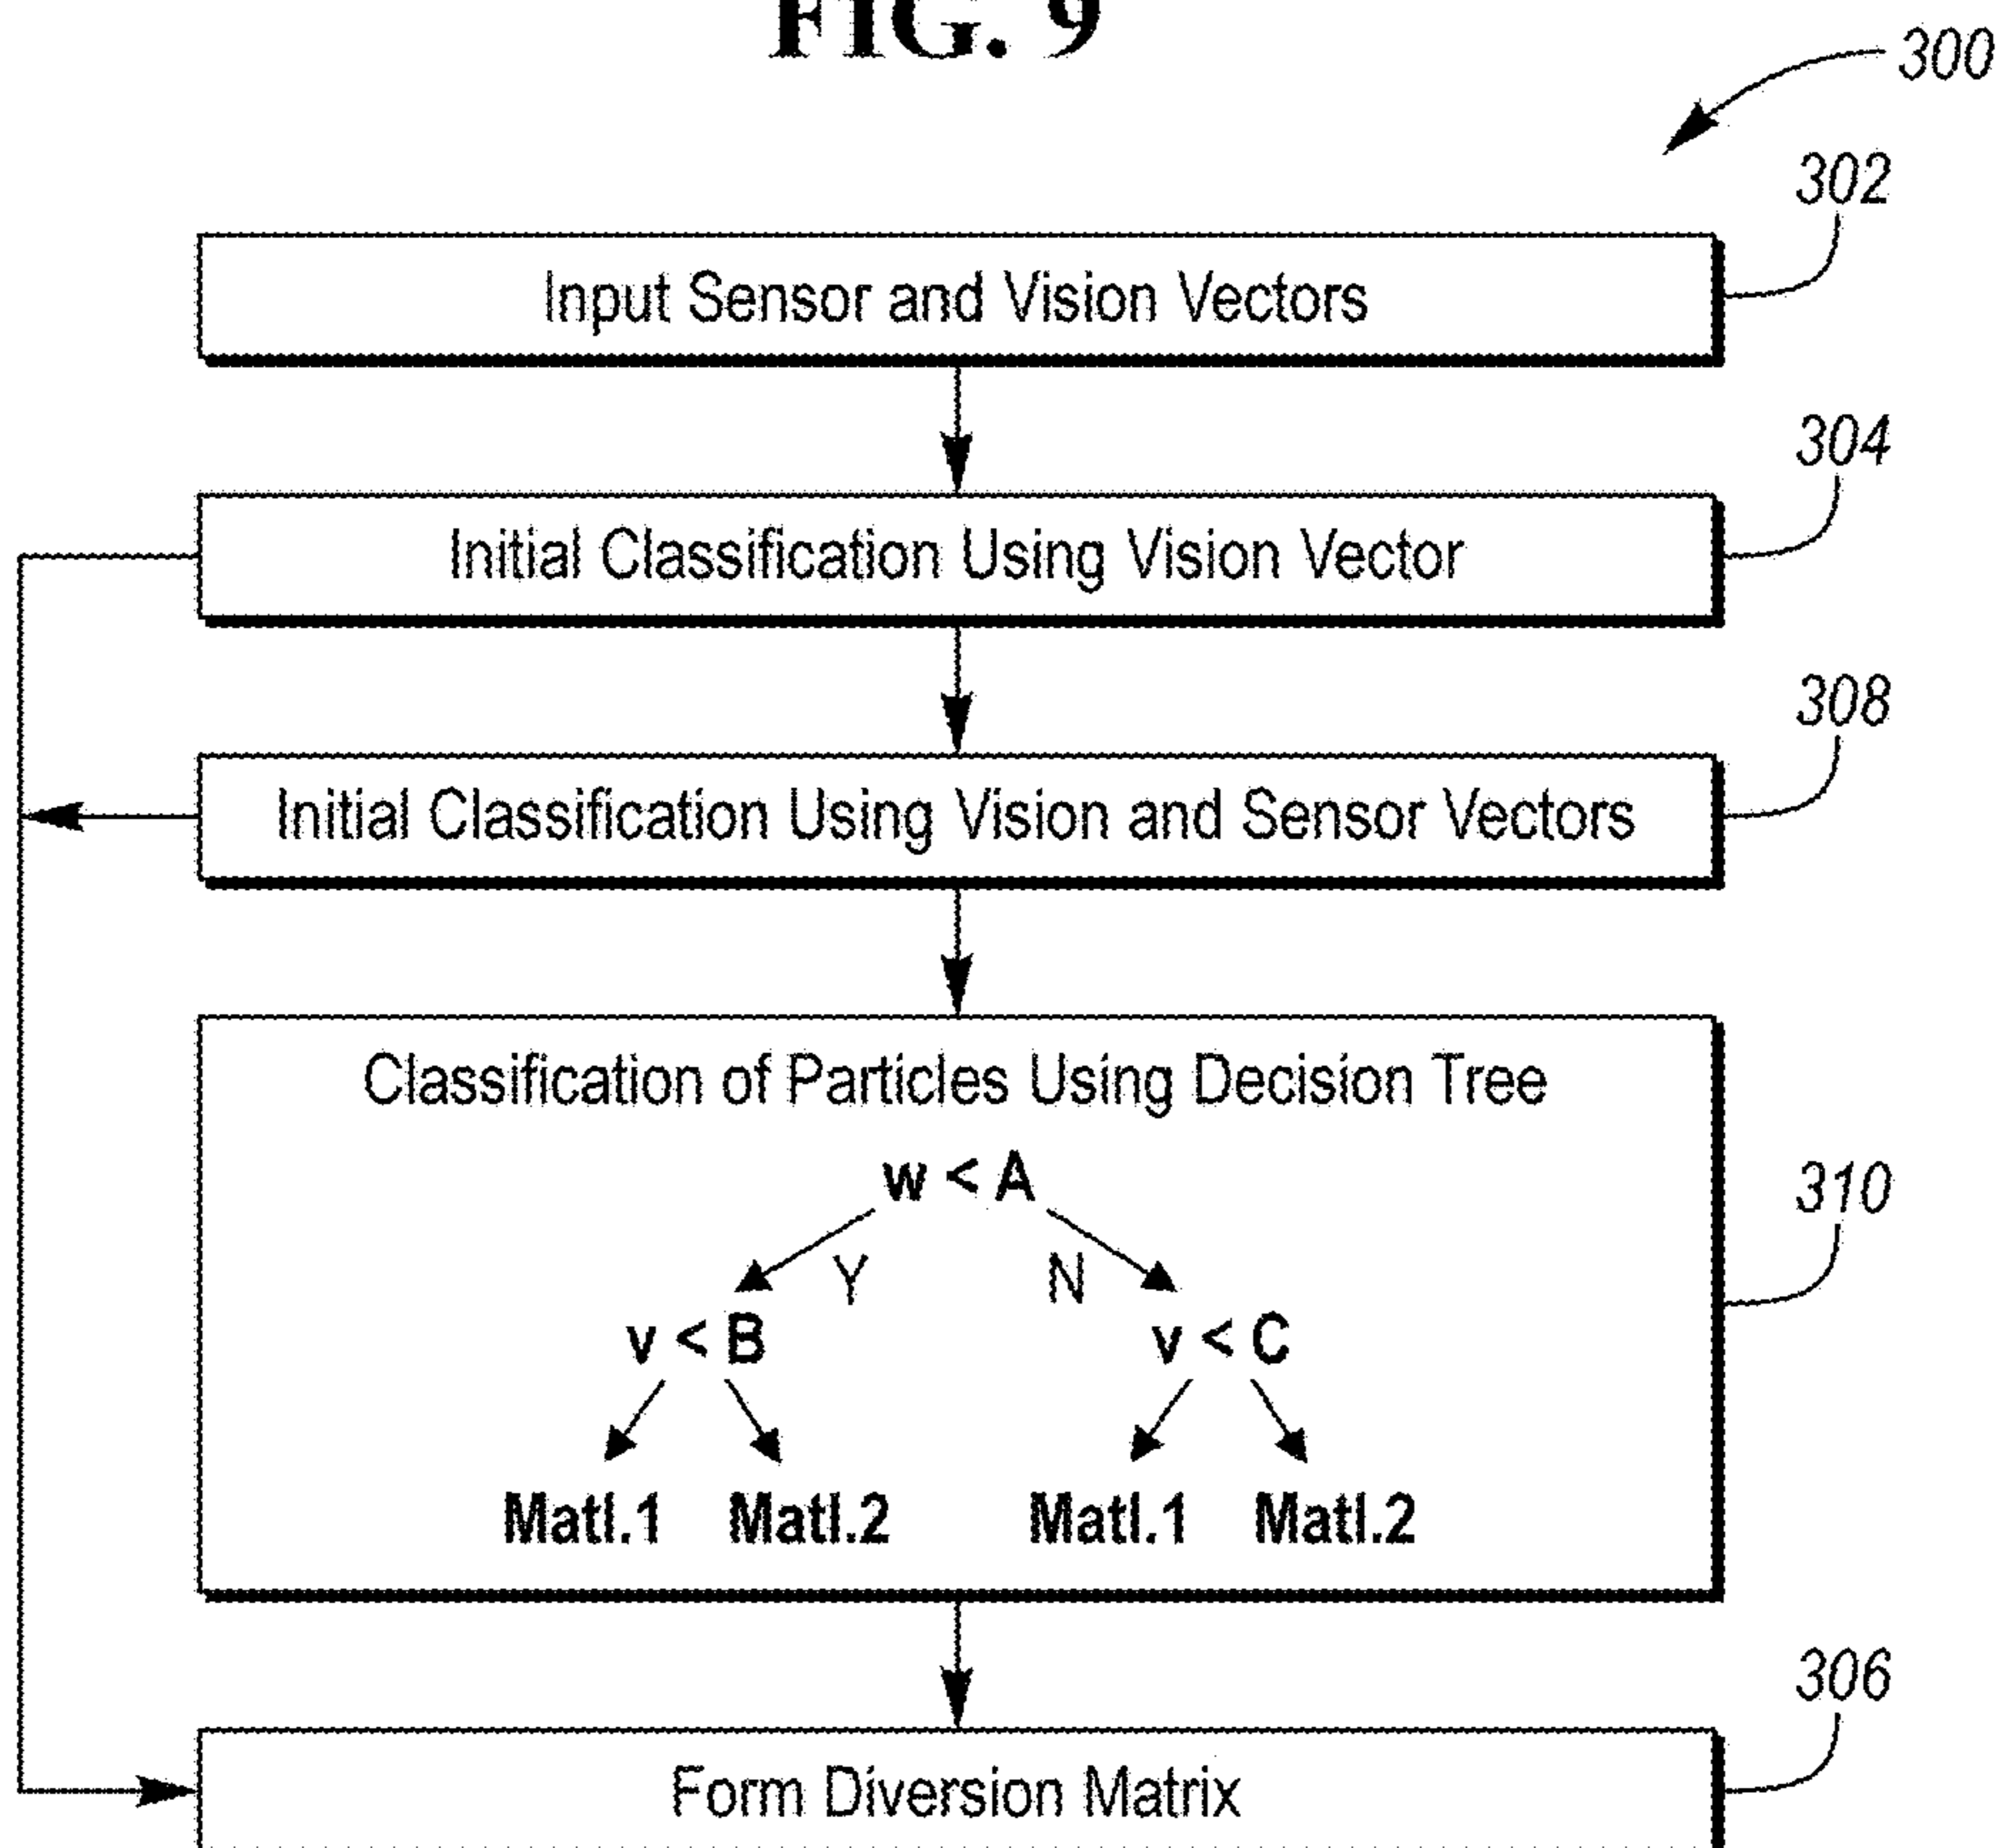 FIG. 9
300
302
Input Sensor and Vision Vectors
304
Initial Classification Using Vision Vector
308
Initial Classification Using Vision and Sensor Vectors
Classification of Particles Using Decision Tree
w < A
310
Y N
v < B v < C
Matl.1 Matl.2 Matl.1 Matl.2
306
Form Diversion Matrix